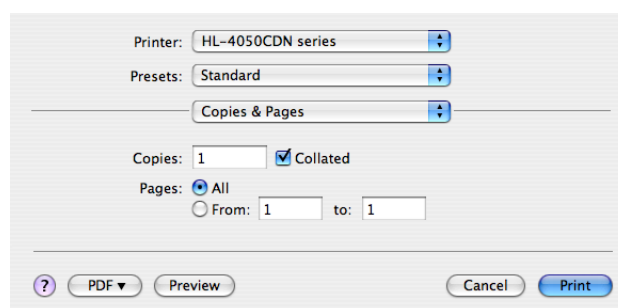 Printer: HL-4050CDN series
Presets: Standard
Copies & Pages
Copies: 1 Collated
Pages: All
From: 1 to: 1
? PDF ▼ Preview Cancel Print